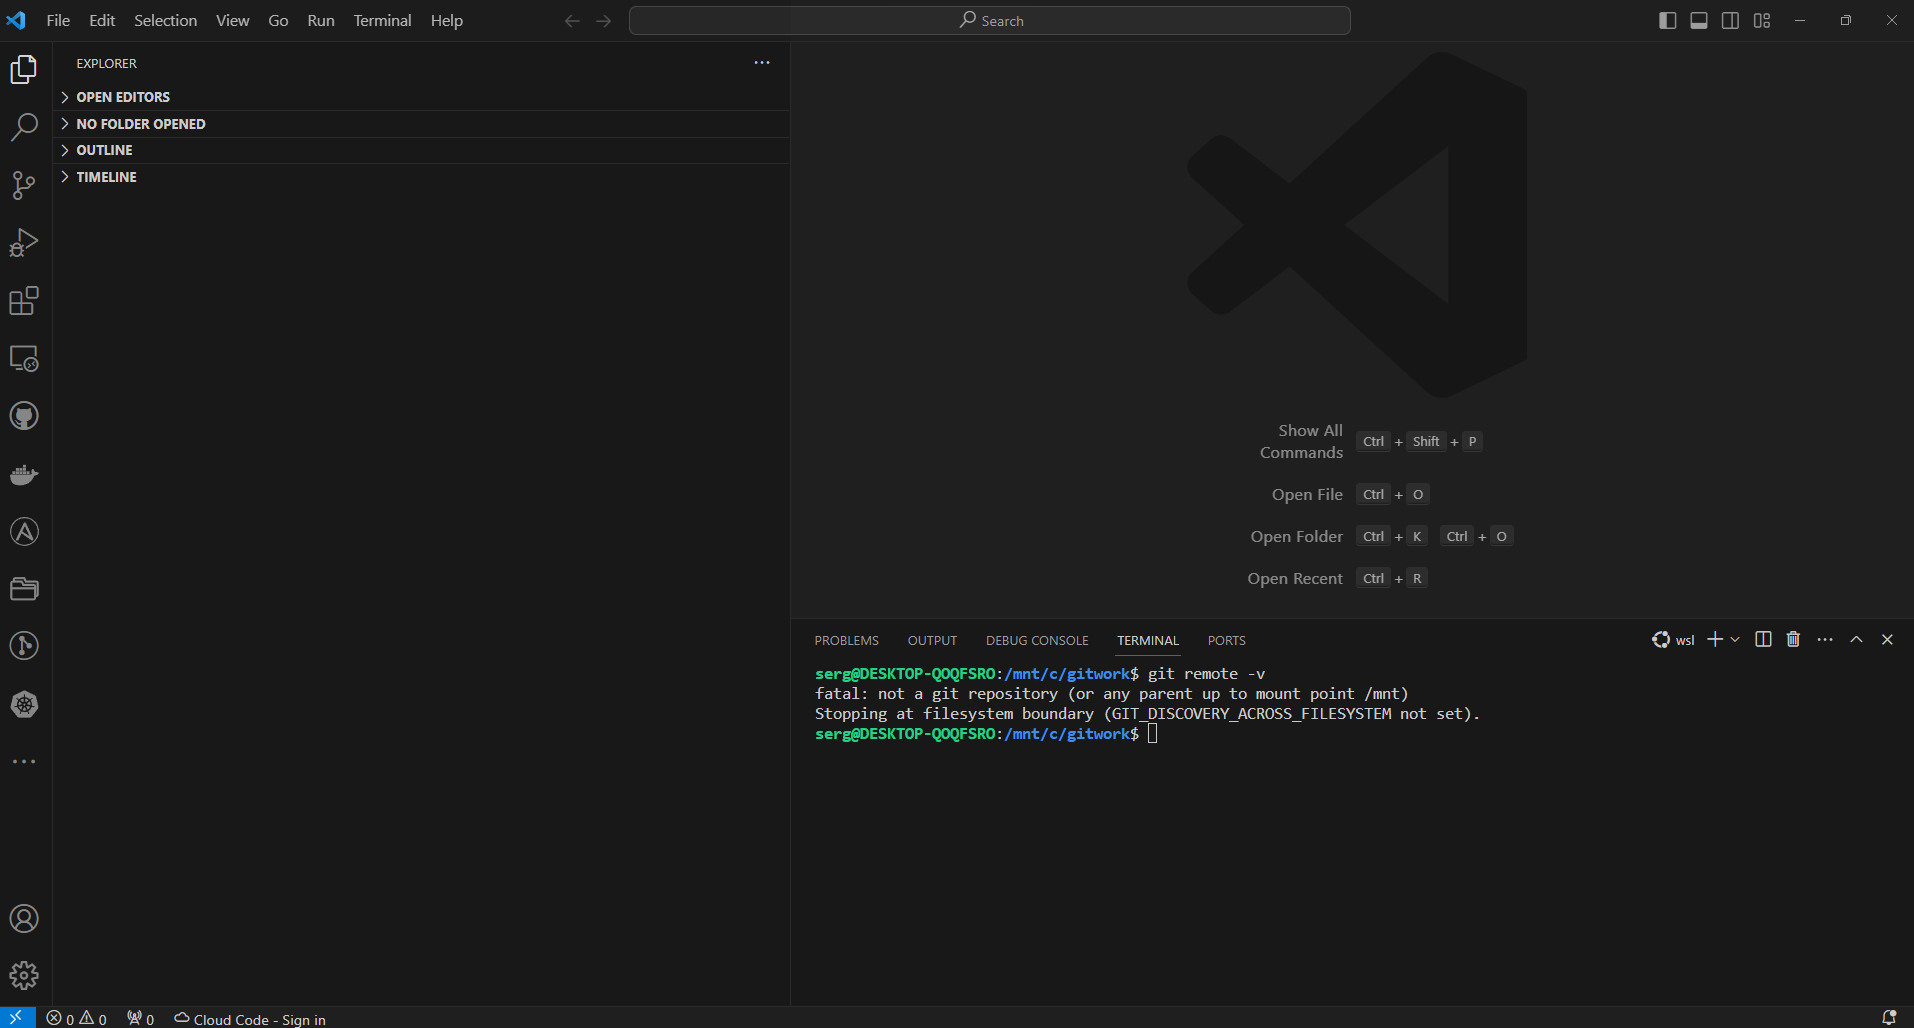 File Edit Selection View Go Run Terminal Help
Search
EXPLORER
OPEN EDITORS
NO FOLDER OPENED
OUTLINE
TIMELINE
Show All Commands Ctrl + Shift + P
Open File Ctrl + O
Open Folder Ctrl + K Ctrl + O
Open Recent Ctrl + R
PROBLEMS OUTPUT DEBUG CONSOLE TERMINAL PORTS
wsl
serg@DESKTOP-QOQFSRO:/mnt/c/gitwork$ git remote -v
fatal: not a git repository (or any parent up to mount point /mnt)
Stopping at filesystem boundary (GIT_DISCOVERY_ACROSS_FILESYSTEM not set).
serg@DESKTOP-QOQFSRO:/mnt/c/gitwork$
0 0 0 Cloud Code - Sign in